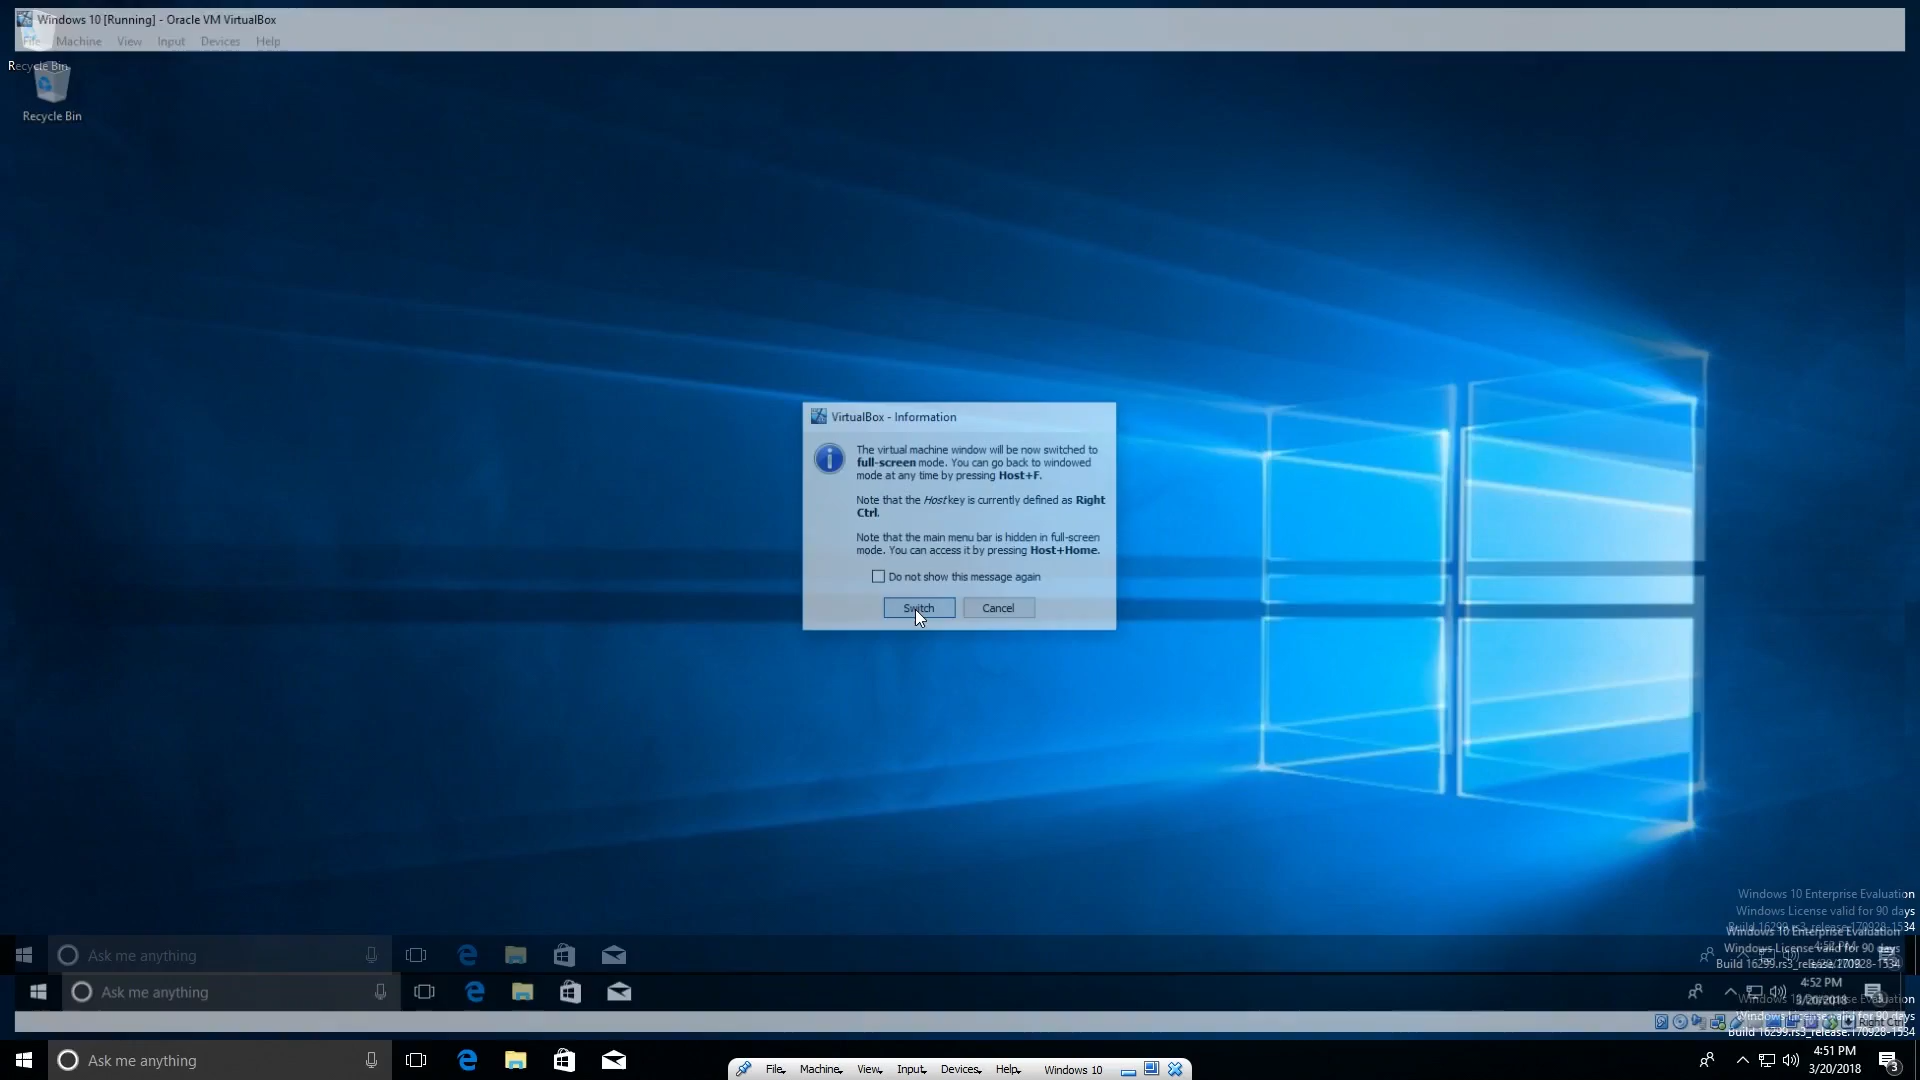 Windows 10 [Running] - Oracle VM VirtualBox
File Machine View Input Devices Help
Recycle Bin
Recycle Bin
VirtualBox - Information
The virtual machine window will be now switched to
full-screen mode. You can go back to windowed
mode at any time by pressing Host+F.
Note that the Host key is currently defined as Right
Ctrl.
Note that the main menu bar is hidden in full-screen
mode. You can access it by pressing Host+Home.
Do not show this message again
Switch Cancel
Windows 10 Enterprise Evaluation
Windows License valid for 90 days
Build 16299.rs3_release.170928-1534
Windows 10 Enterprise Evaluation
Windows License valid for 90 days
Build 16299.rs3_release.170928-1534
Ask me anything
Ask me anything
4:52 PM
3/20/2018
Windows 10 Enterprise Evaluation
Windows License valid for 90 days
Build 16299.rs3_release.170928-1534
Right Ctrl
Ask me anything
File Machine View Input Devices Help Windows 10
4:51 PM
3/20/2018
3